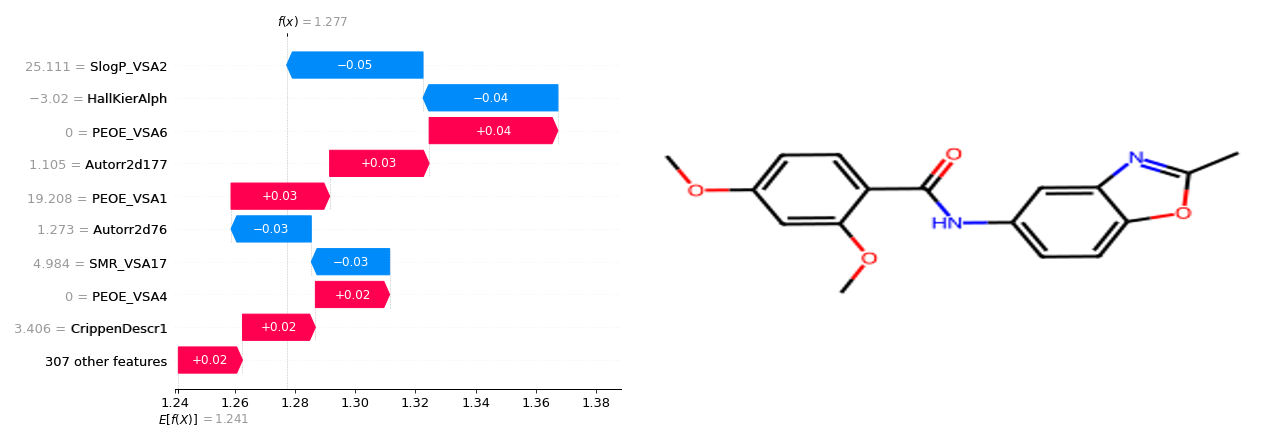 f(x) = 1.277
25.111 = SlogP_VSA2
−0.05
−3.02 = HallKierAlph
−0.04
0 = PEOE_VSA6
+0.04
1.105 = Autorr2d177
+0.03
19.208 = PEOE_VSA1
+0.03
1.273 = Autorr2d76
−0.03
4.984 = SMR_VSA17
−0.03
0 = PEOE_VSA4
+0.02
3.406 = CrippenDescr1
+0.02
307 other features
+0.02
1.24 1.26 1.28 1.30 1.32 1.34 1.36 1.38
E[f(X)] = 1.241
O
O
O
HN
N
O